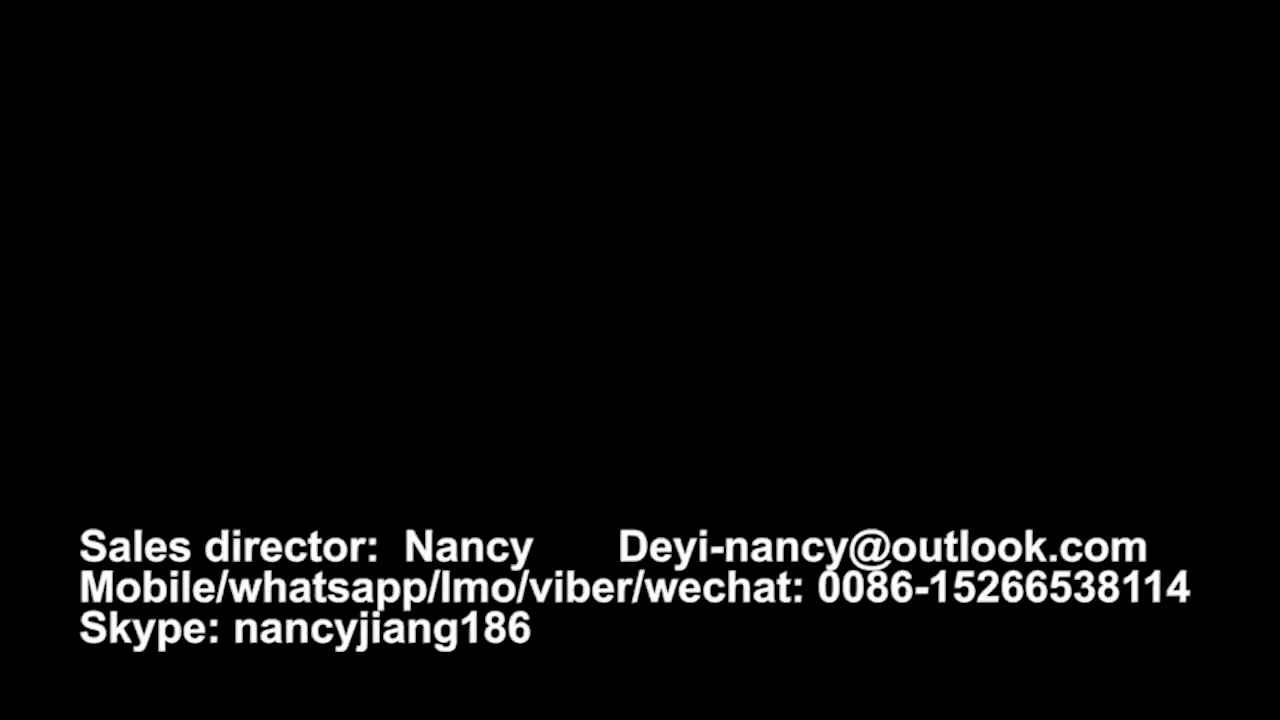 Sales director:  Nancy      Deyi-nancy@outlook.com
Mobile/whatsapp/Imo/viber/wechat: 0086-15266538114
Skype: nancyjiang186